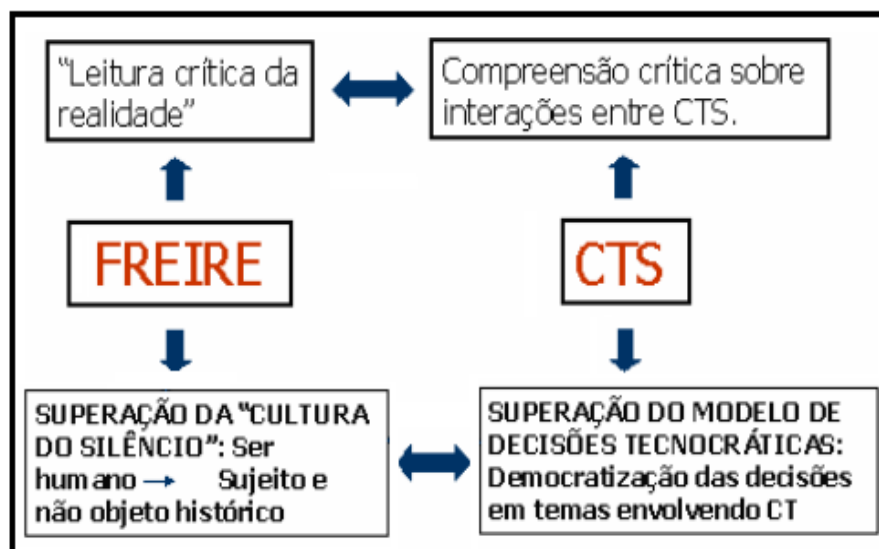 “Leitura crítica da
realidade”
Compreensão crítica sobre
interações entre CTS.
FREIRE
CTS
SUPERAÇÃO DA “CULTURA
DO SILÊNCIO”: Ser
humano → Sujeito e
não objeto histórico
SUPERAÇÃO DO MODELO DE
DECISÕES TECNOCRÁTICAS:
Democratização das decisões
em temas envolvendo CT